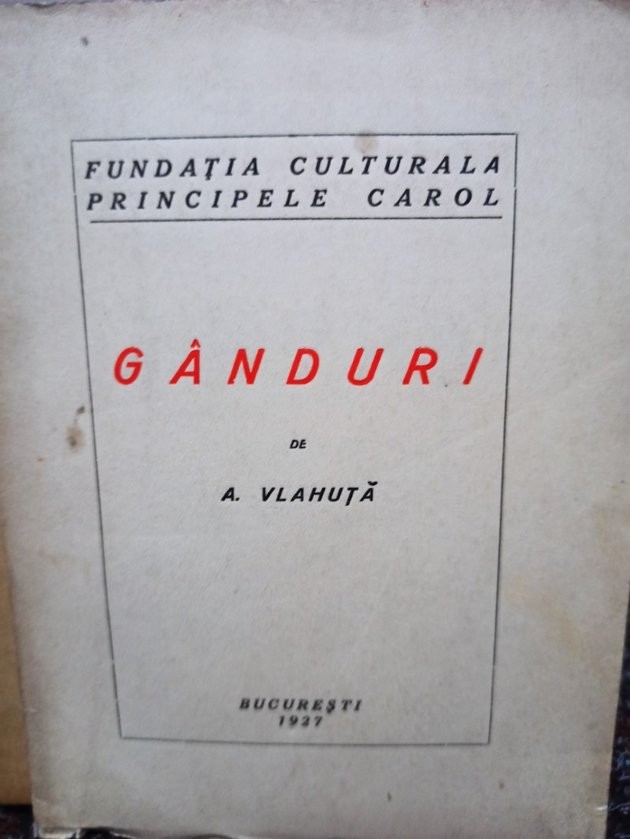 FUNDAȚIA CULTURALA
PRINCIPELE CAROL
GÂNDURI
DE
A. VLAHUȚĂ
BUCUREȘTI
1927